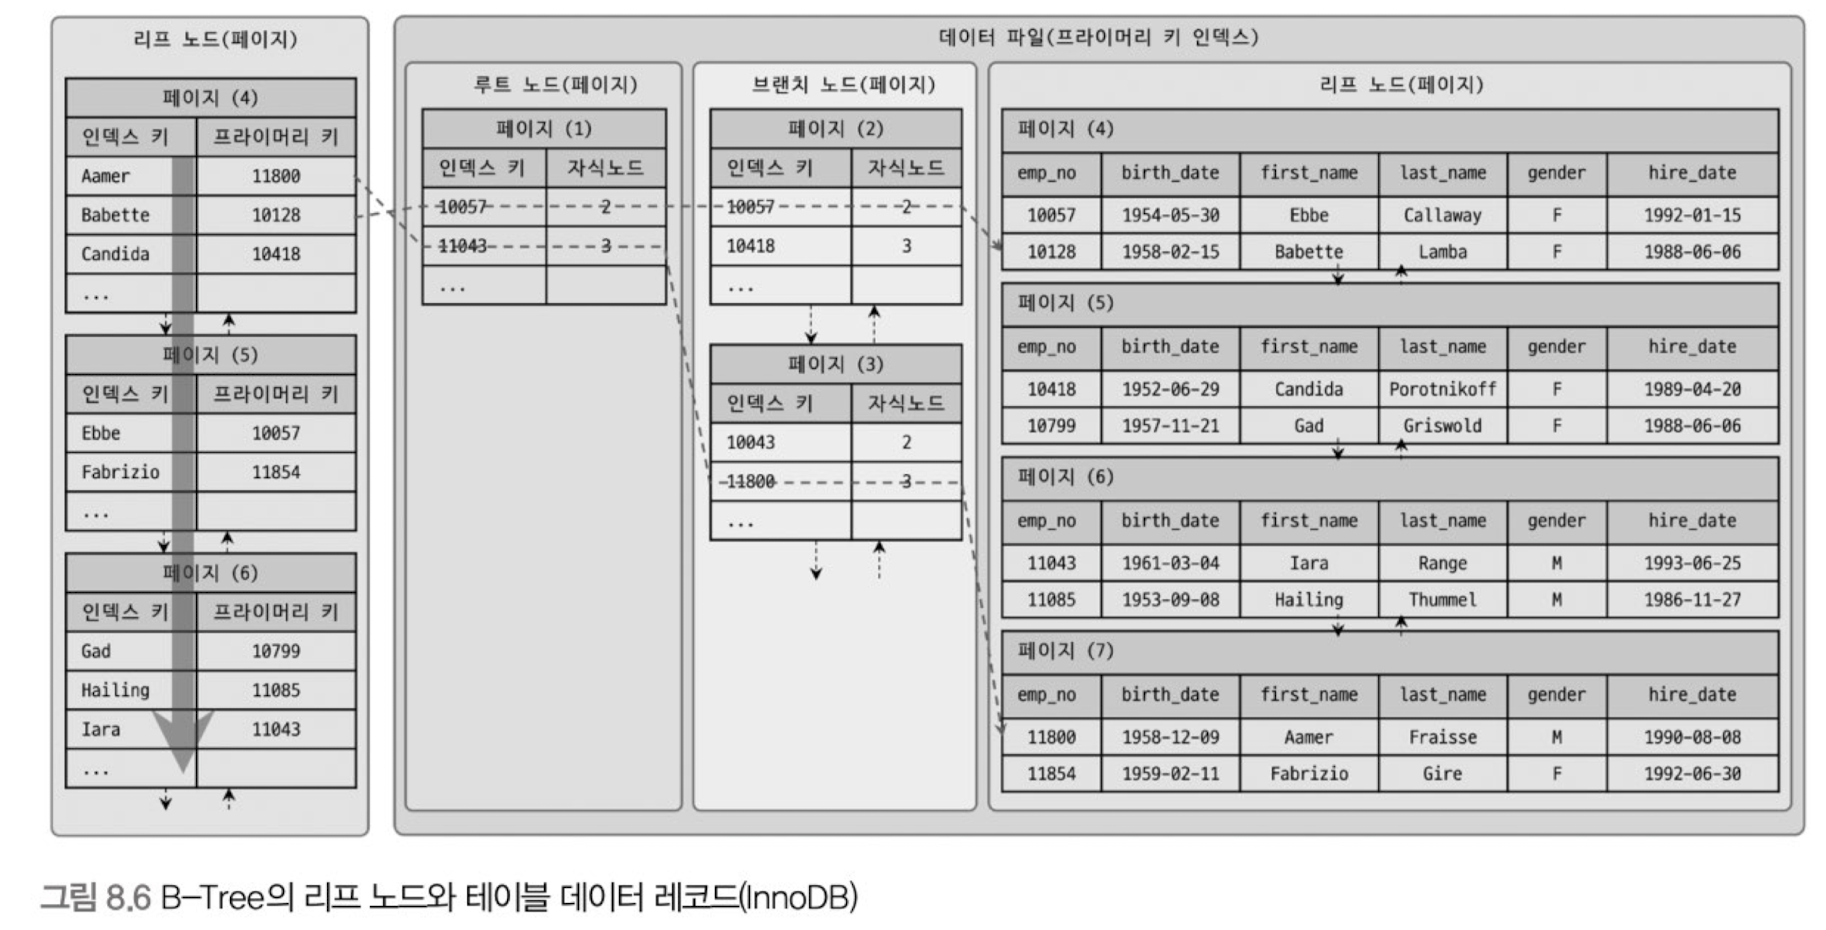 리프 노드(페이지)
페이지 (4)
인덱스 키 프라이머리 키
Aamer 11800
Babette 10128
Candida 10418
...
페이지 (5)
인덱스 키 프라이머리 키
Ebbe 10057
Fabrizio 11854
...
페이지 (6)
인덱스 키 프라이머리 키
Gad 10799
Hailing 11085
Iara 11043
...
데이터 파일(프라이머리 키 인덱스)
루트 노드(페이지)
페이지 (1)
인덱스 키 자식노드
10057 2
11043 3
...
브랜치 노드(페이지)
페이지 (2)
인덱스 키 자식노드
10057 2
10418 3
...
페이지 (3)
인덱스 키 자식노드
10043 2
11800 3
...
리프 노드(페이지)
페이지 (4)
emp_no birth_date first_name last_name gender hire_date
10057 1954-05-30 Ebbe Callaway F 1992-01-15
10128 1958-02-15 Babette Lamba F 1988-06-06
페이지 (5)
emp_no birth_date first_name last_name gender hire_date
10418 1952-06-29 Candida Porotnikoff F 1989-04-20
10799 1957-11-21 Gad Griswold F 1988-06-06
페이지 (6)
emp_no birth_date first_name last_name gender hire_date
11043 1961-03-04 Iara Range M 1993-06-25
11085 1953-09-08 Hailing Thummel M 1986-11-27
페이지 (7)
emp_no birth_date first_name last_name gender hire_date
11800 1958-12-09 Aamer Fraisse M 1990-08-08
11854 1959-02-11 Fabrizio Gire F 1992-06-30
그림 8.6 B-Tree의 리프 노드와 테이블 데이터 레코드(InnoDB)